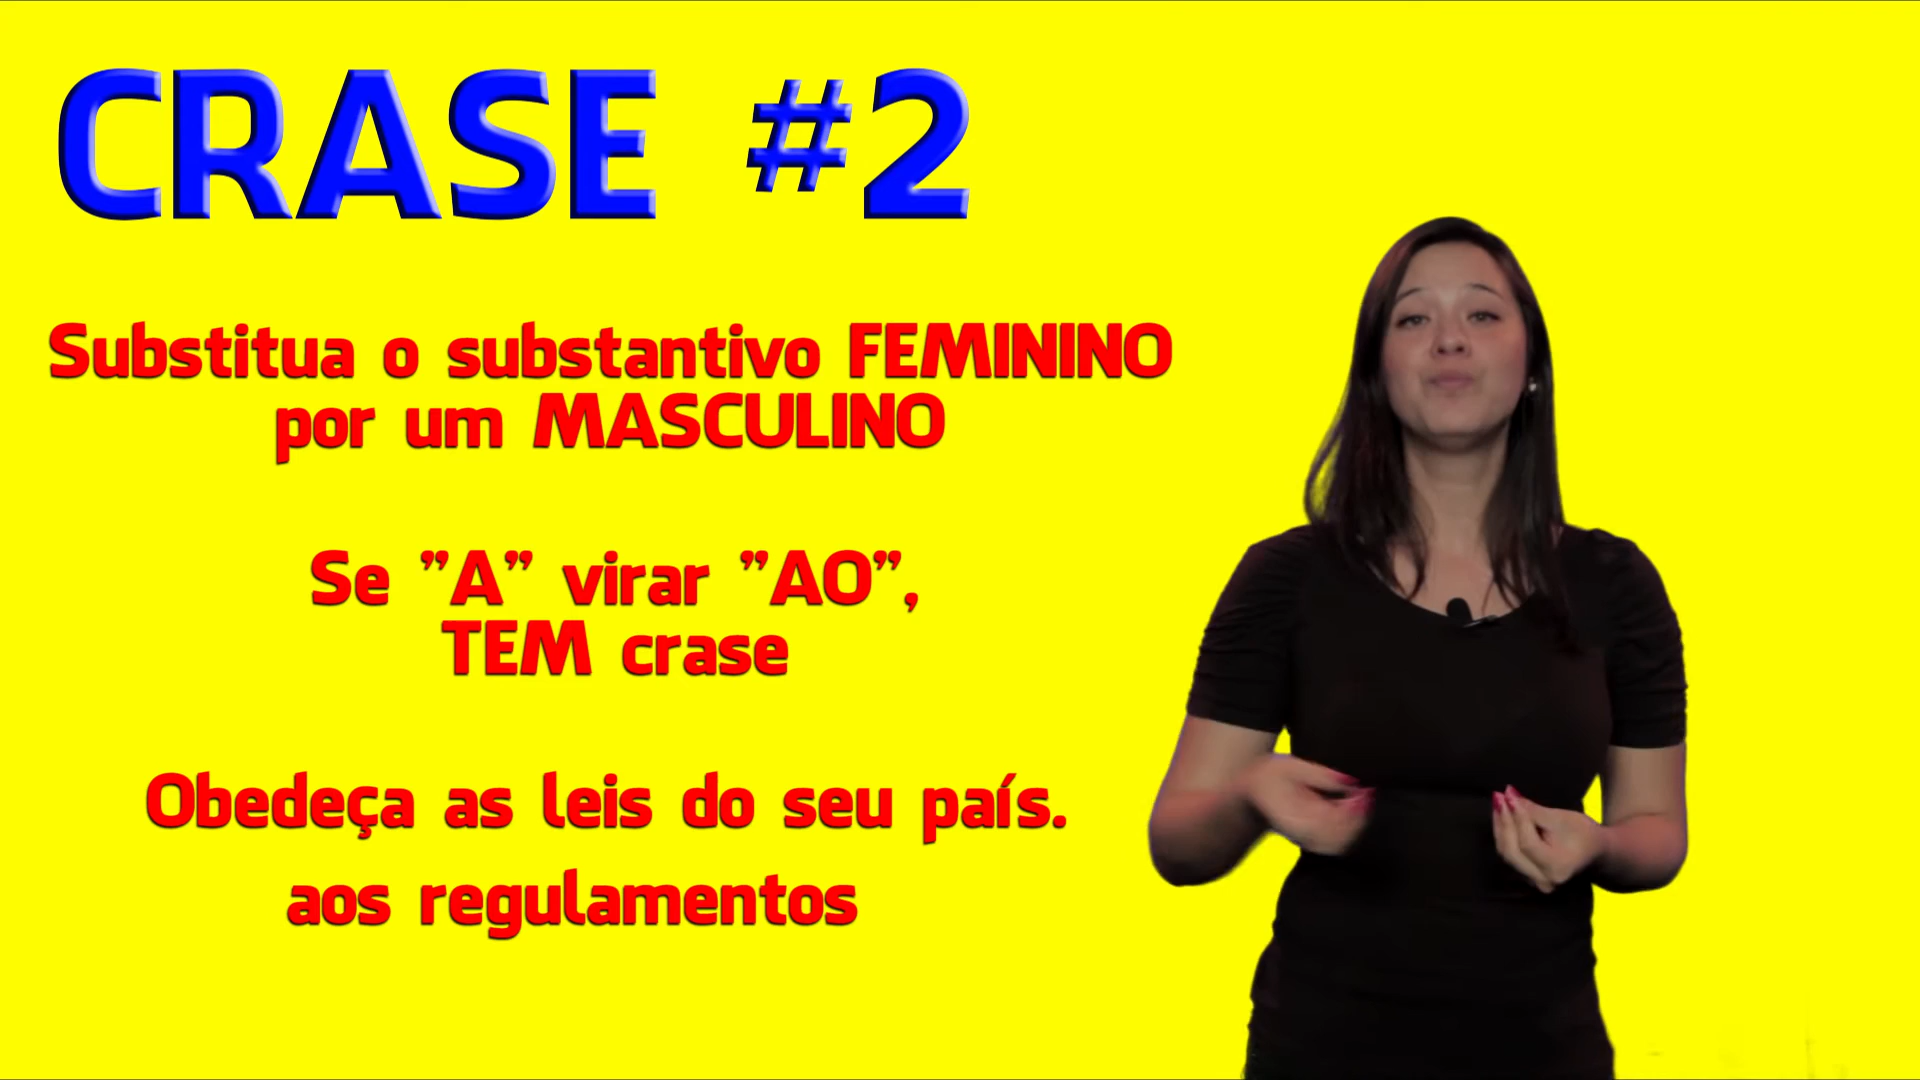 CRASE #2
Substitua o substantivo FEMININO
por um MASCULINO
Se ”A” virar ”AO”,
TEM crase
Obedeça as leis do seu país.
aos regulamentos